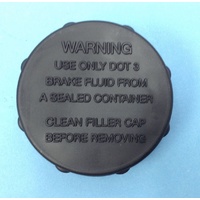 WARNING
USE ONLY DOT 3
BRAKE FLUID FROM
A SEALED CONTAINER
CLEAN FILLER CAP
BEFORE REMOVING